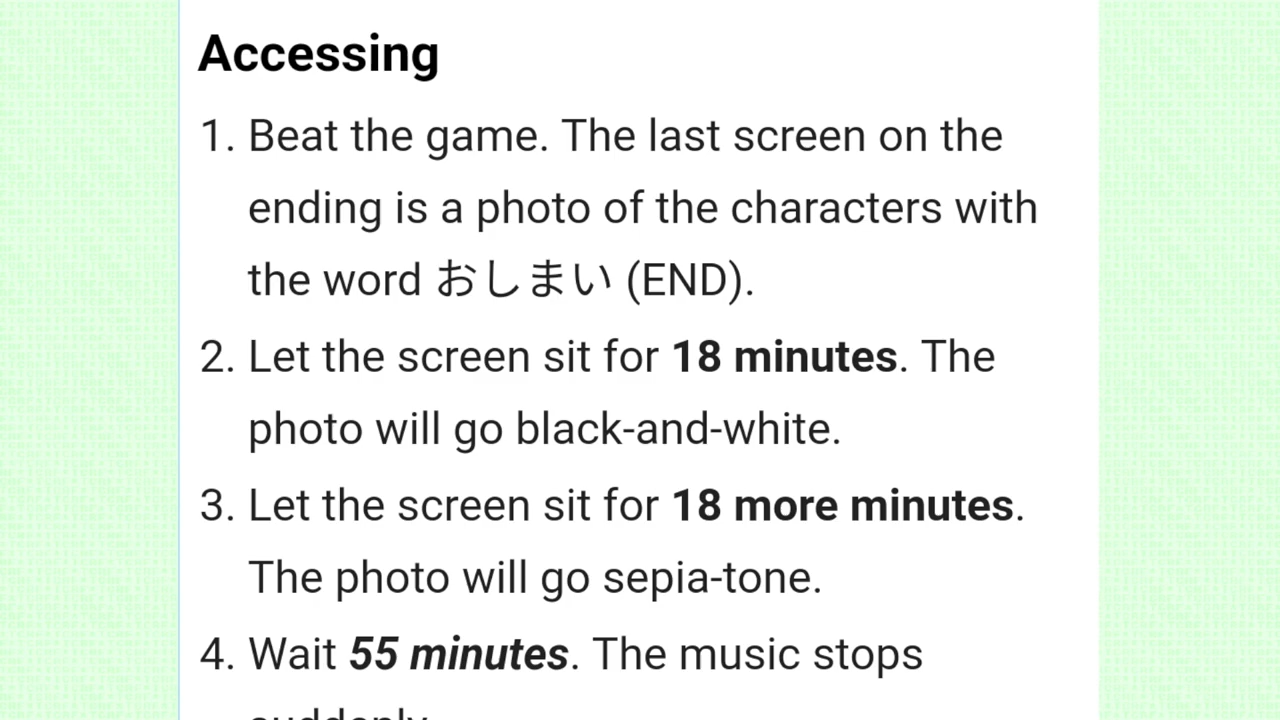 Accessing
1. Beat the game. The last screen on the
ending is a photo of the characters with
the word おしまい (END).
2. Let the screen sit for 18 minutes. The
photo will go black-and-white.
3. Let the screen sit for 18 more minutes.
The photo will go sepia-tone.
4. Wait 55 minutes. The music stops
suddenly.